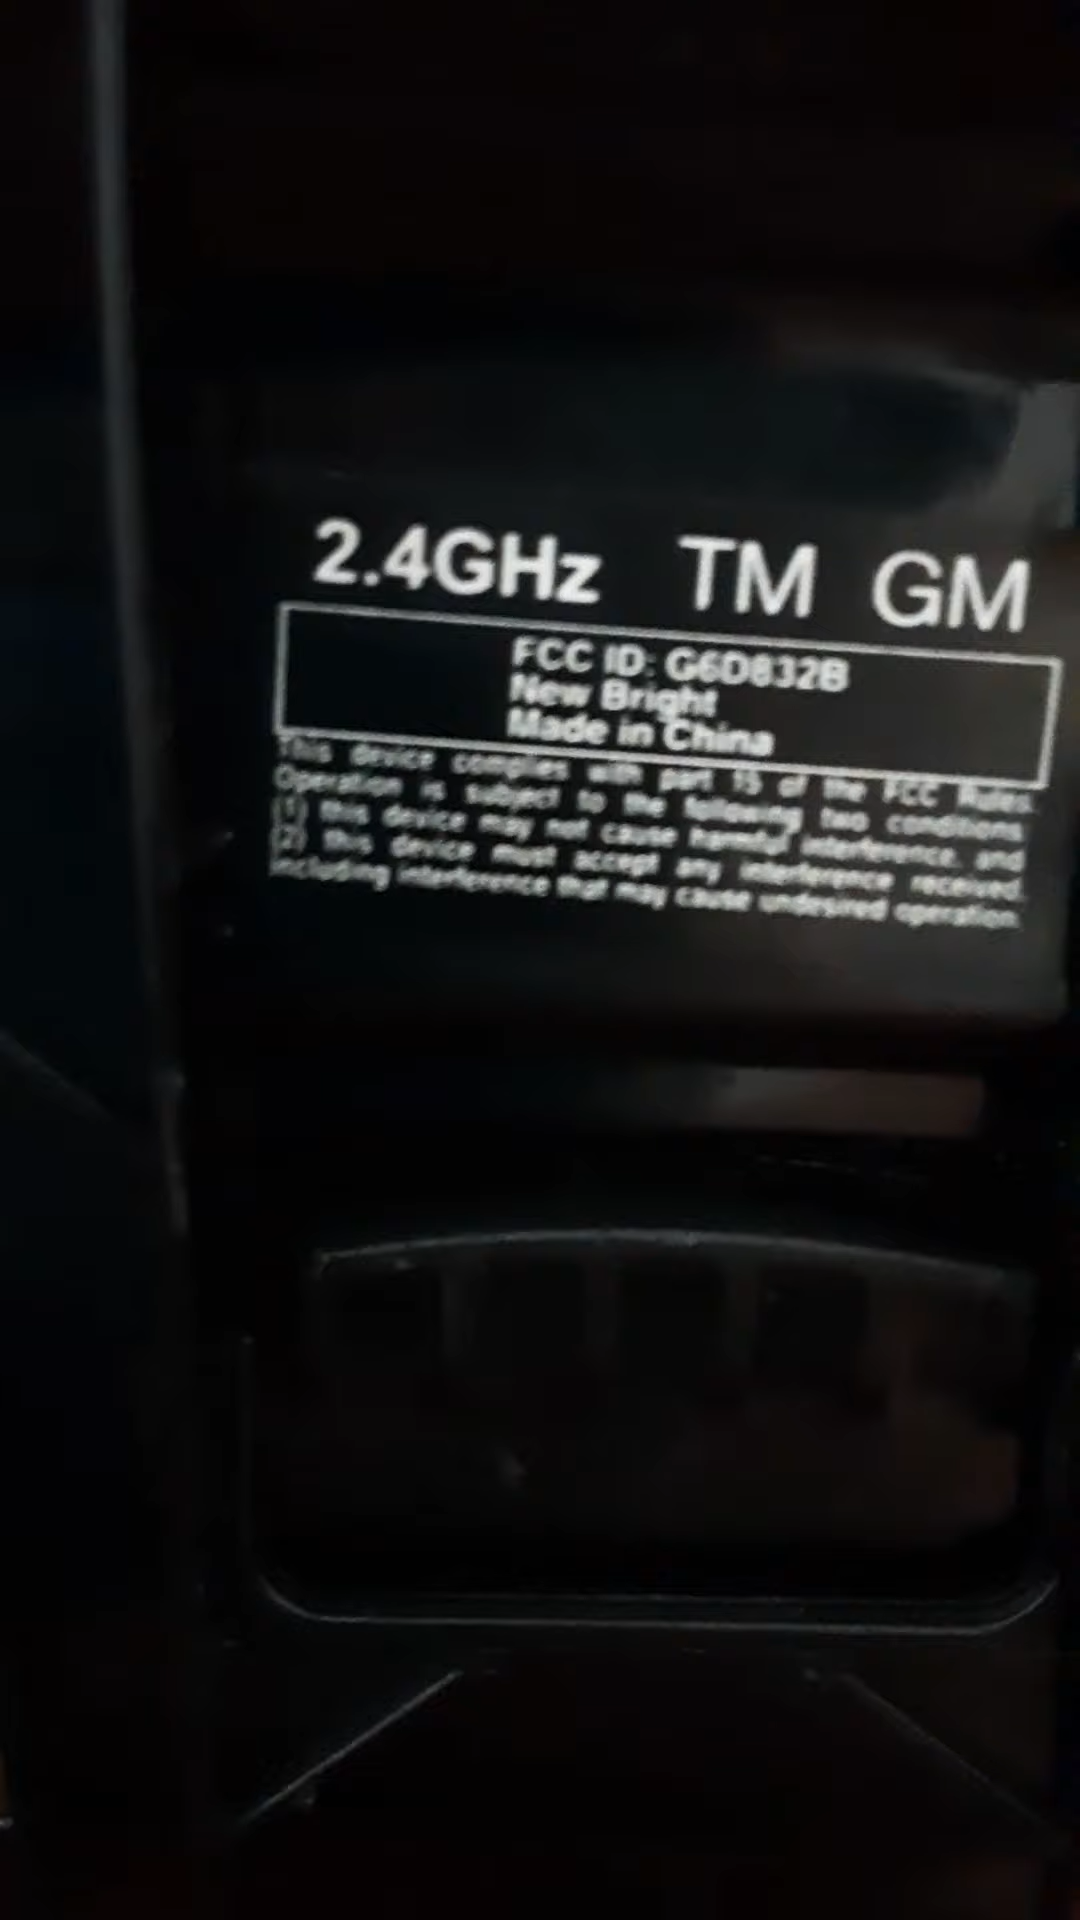 2.4GHz TM GM
FCC ID: G6D832B
New Bright
Made in China
This device complies with part 15 of the FCC Rules.
Operation is subject to the following two conditions
(1) this device may not cause harmful interference, and
(2) this device must accept any interference received,
including interference that may cause undesired operation.